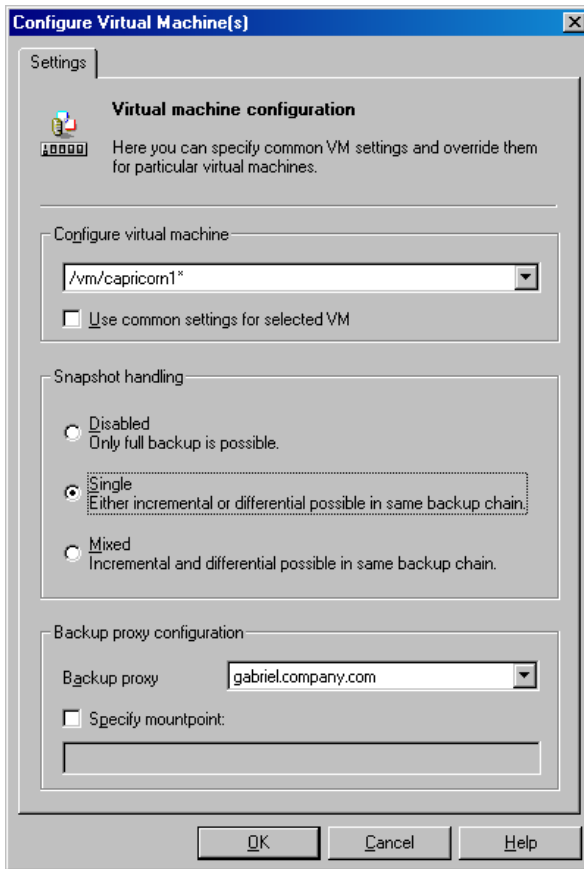 Configure Virtual Machine(s)
Settings
Virtual machine configuration
Here you can specify common VM settings and override them
for particular virtual machines.
Configure virtual machine
/vm/capricorn1*
Use common settings for selected VM
Snapshot handling
Disabled
Only full backup is possible.
Single
Either incremental or differential possible in same backup chain.
Mixed
Incremental and differential possible in same backup chain.
Backup proxy configuration
Backup proxy
gabriel.company.com
Specify mountpoint:
OK
Cancel
Help